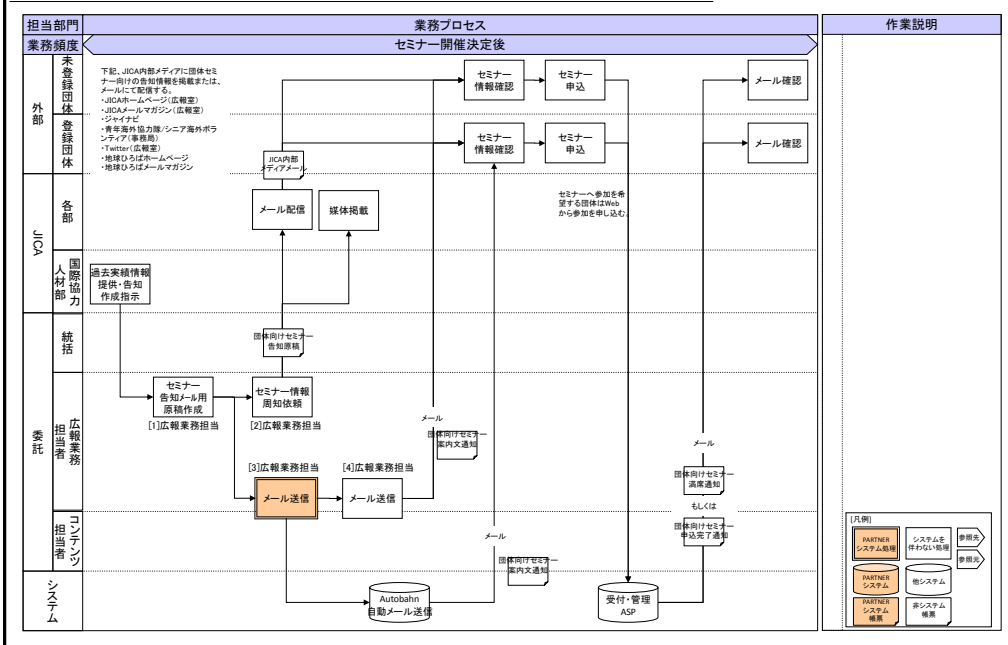 担当部門
業務プロセス
作業説明
業務頻度
セミナー開催決定後
外部
未登録団体
登録団体
下記、JICA内部メディアに団体セミ
ナー向けの告知情報を掲載または、
メールにて配信する。
・JICAホームページ(広報室)
・JICAメールマガジン(広報室)
・ジャイナビ
・青年海外協力隊/シニア海外ボラ
ンティア(事務局)
・Twitter(広報室)
・地球ひろばホームページ
・地球ひろばメールマガジン
セミナー
情報確認
セミナー
申込
メール確認
セミナー
情報確認
セミナー
申込
メール確認
JICA内部
メディアメール
JICA
各部
メール配信
媒体掲載
セミナーへ参加を希
望する団体はWeb
から参加を申し込む。
国際協力
人材部
過去実績情報
提供・告知
作成指示
委託
統括
団体向けセミナー
告知原稿
広報業務
担当者
セミナー
告知メール用
原稿作成
[1]広報業務担当
セミナー情報
周知依頼
[2]広報業務担当
メール
団体向けセミナー
案内文通知
メール
[3]広報業務担当
メール送信
[4]広報業務担当
メール送信
団体向けセミナー
満席通知
もしくは
コンテンツ
担当者
団体向けセミナー
申込完了通知
メール
団体向けセミナー
案内文通知
システム
Autobahn
自動メール送信
受付・管理
ASP
[凡例]
PARTNER
システム処理
システムを
伴わない処理
参照先
参照元
PARTNER
システム
他システム
PARTNER
システム
帳票
非システム
帳票